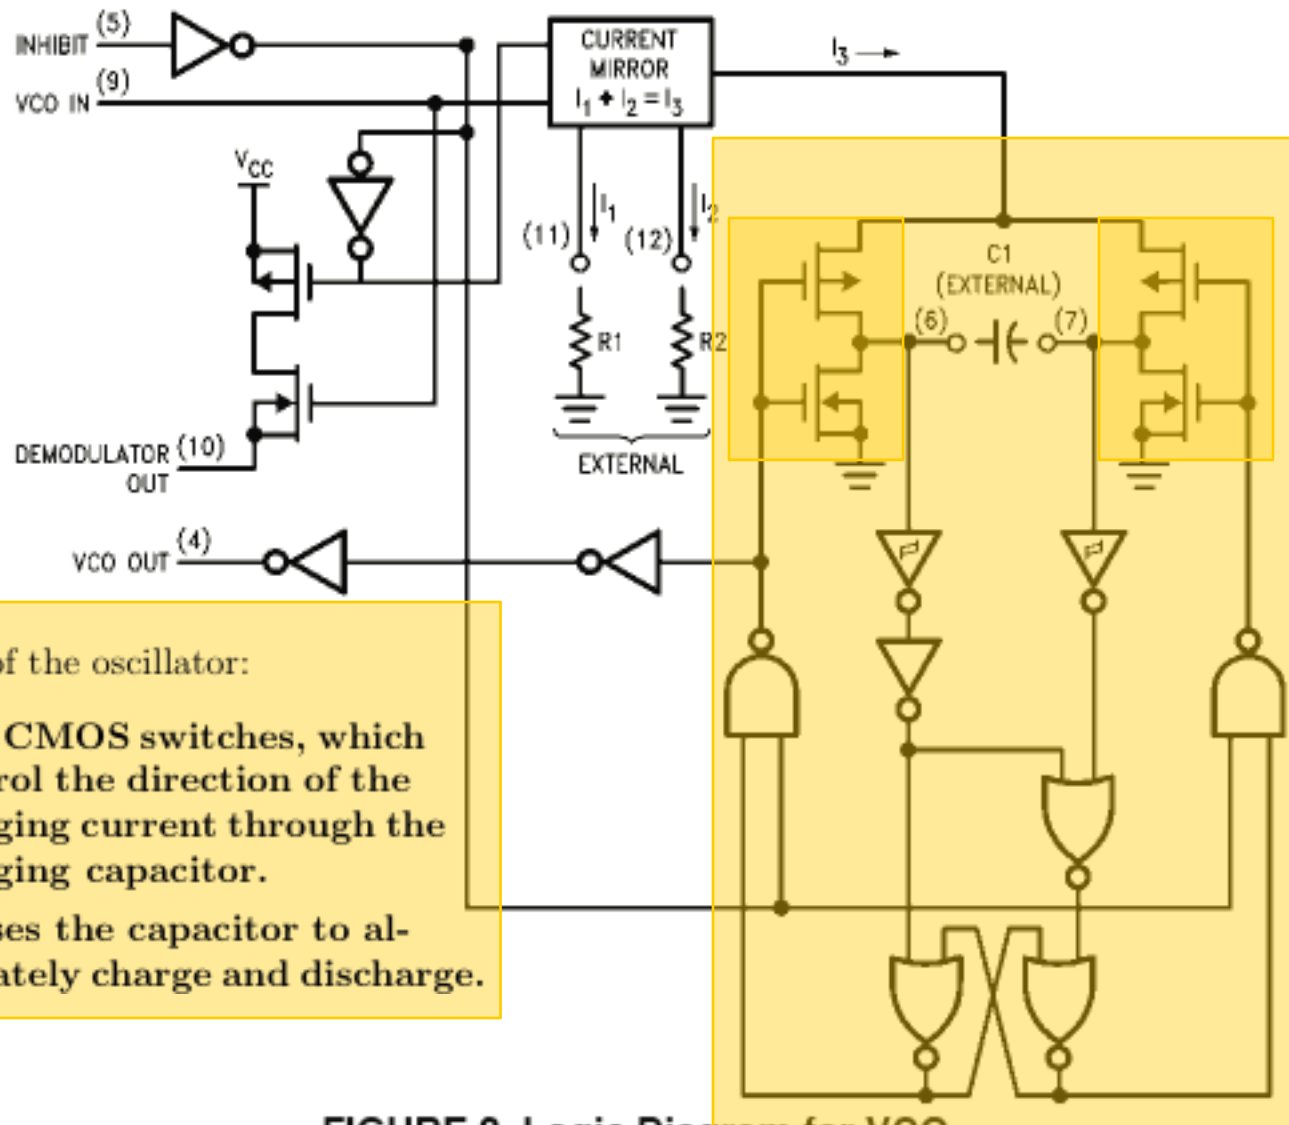 INHIBIT (5)
VCO IN (9)
CURRENT
MIRROR
I1 + I2 = I3
I3
VCC
I1
I2
(11)
(12)
R1
R2
EXTERNAL
C1
(EXTERNAL)
(6)
(7)
DEMODULATOR (10)
OUT
VCO OUT (4)
of the oscillator:
CMOS switches, which
rol the direction of the
ging current through the
ging capacitor.
ses the capacitor to al-
ately charge and discharge.